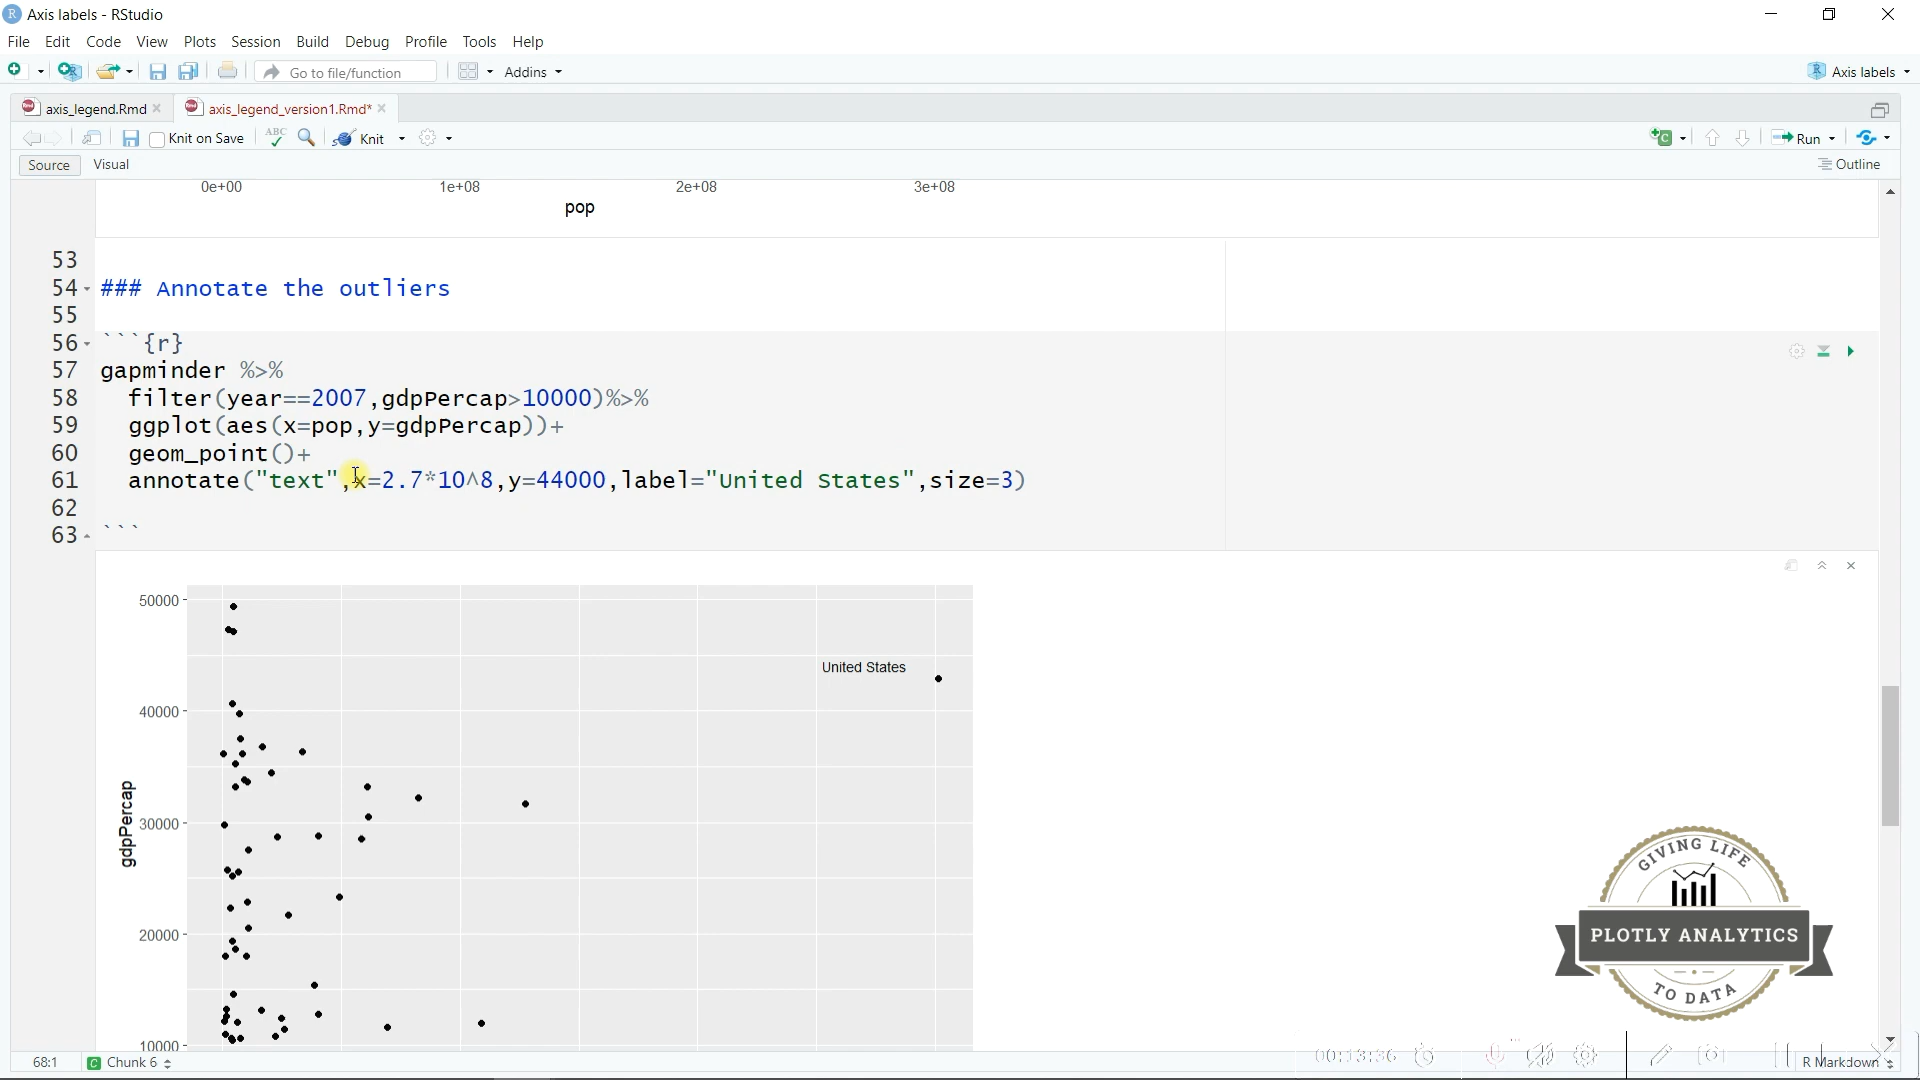 Axis labels - RStudio
File Edit Code View Plots Session Build Debug Profile Tools Help
Go to file/function Addins Axis labels
axis_legend.Rmd axis_legend_version1.Rmd*
Knit on Save ABC Knit Run
Source Visual Outline
0e+00 1e+08 2e+08 3e+08
pop
53
54 ### Annotate the outliers
55
56 ```{r}
57 gapminder %>%
58 filter(year==2007,gdpPercap>10000)%>%
59 ggplot(aes(x=pop,y=gdpPercap))+
60 geom_point()+
61 annotate("text",x=2.7*10^8,y=44000,label="United States",size=3)
62
63 ```
50000
United States
40000
gdpPercap
30000
20000
10000
GIVING LIFE
PLOTLY ANALYTICS
TO DATA
68:1 Chunk 6 00:13:36 R Markdown